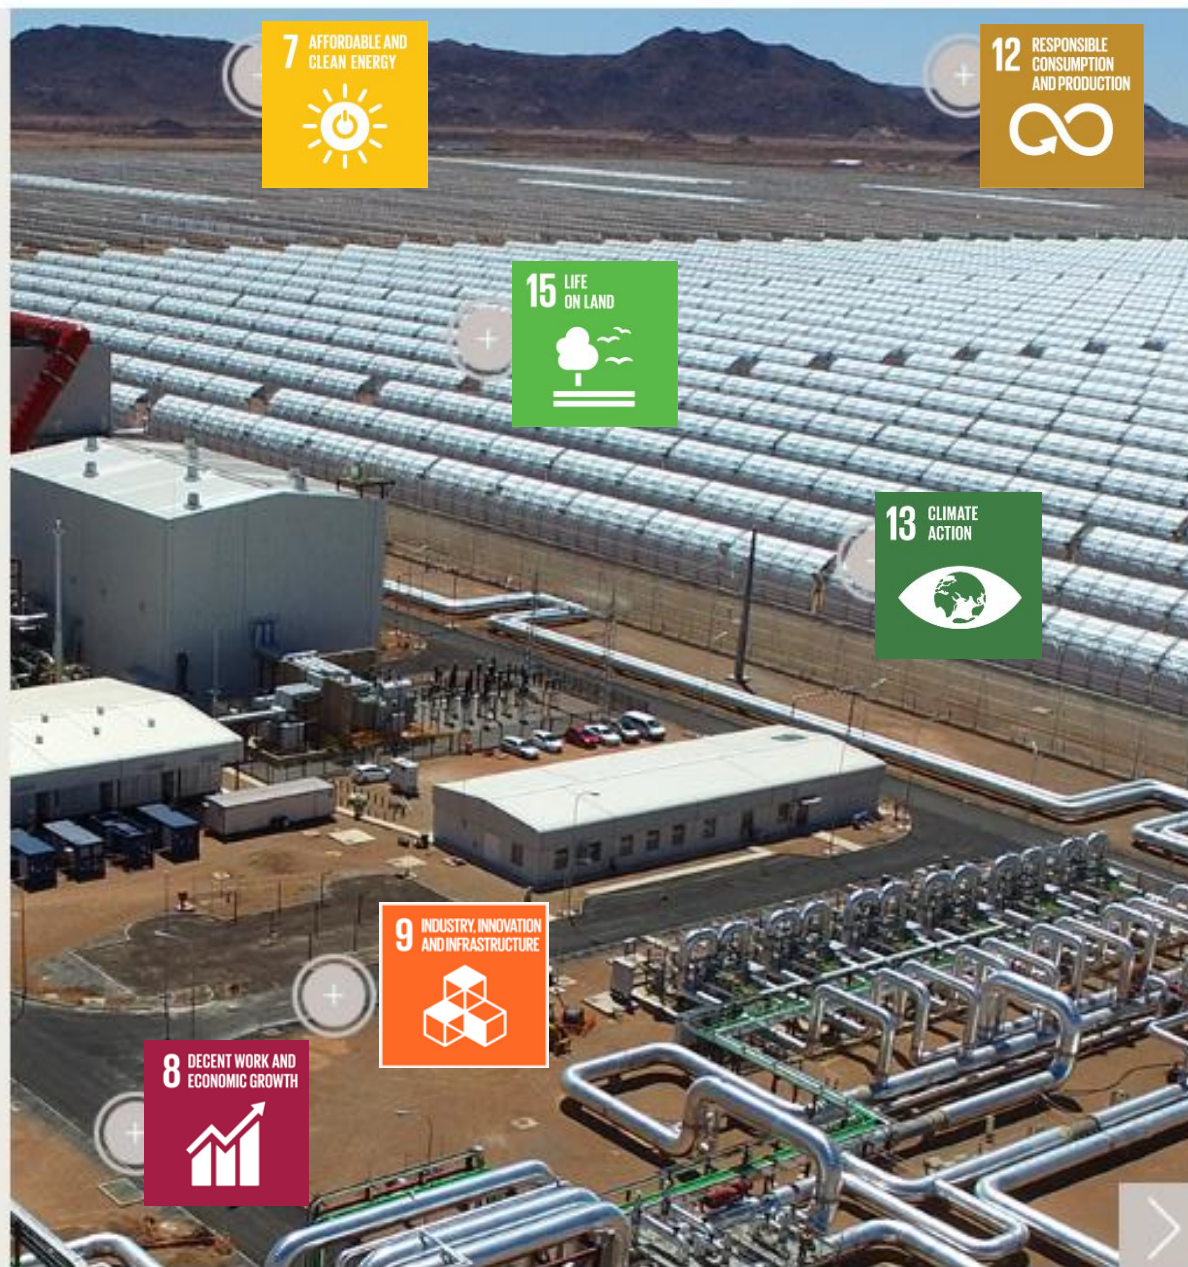 7 AFFORDABLE AND
CLEAN ENERGY
12 RESPONSIBLE
CONSUMPTION
AND PRODUCTION
15 LIFE
ON LAND
13 CLIMATE
ACTION
9 INDUSTRY, INNOVATION
AND INFRASTRUCTURE
8 DECENT WORK AND
ECONOMIC GROWTH